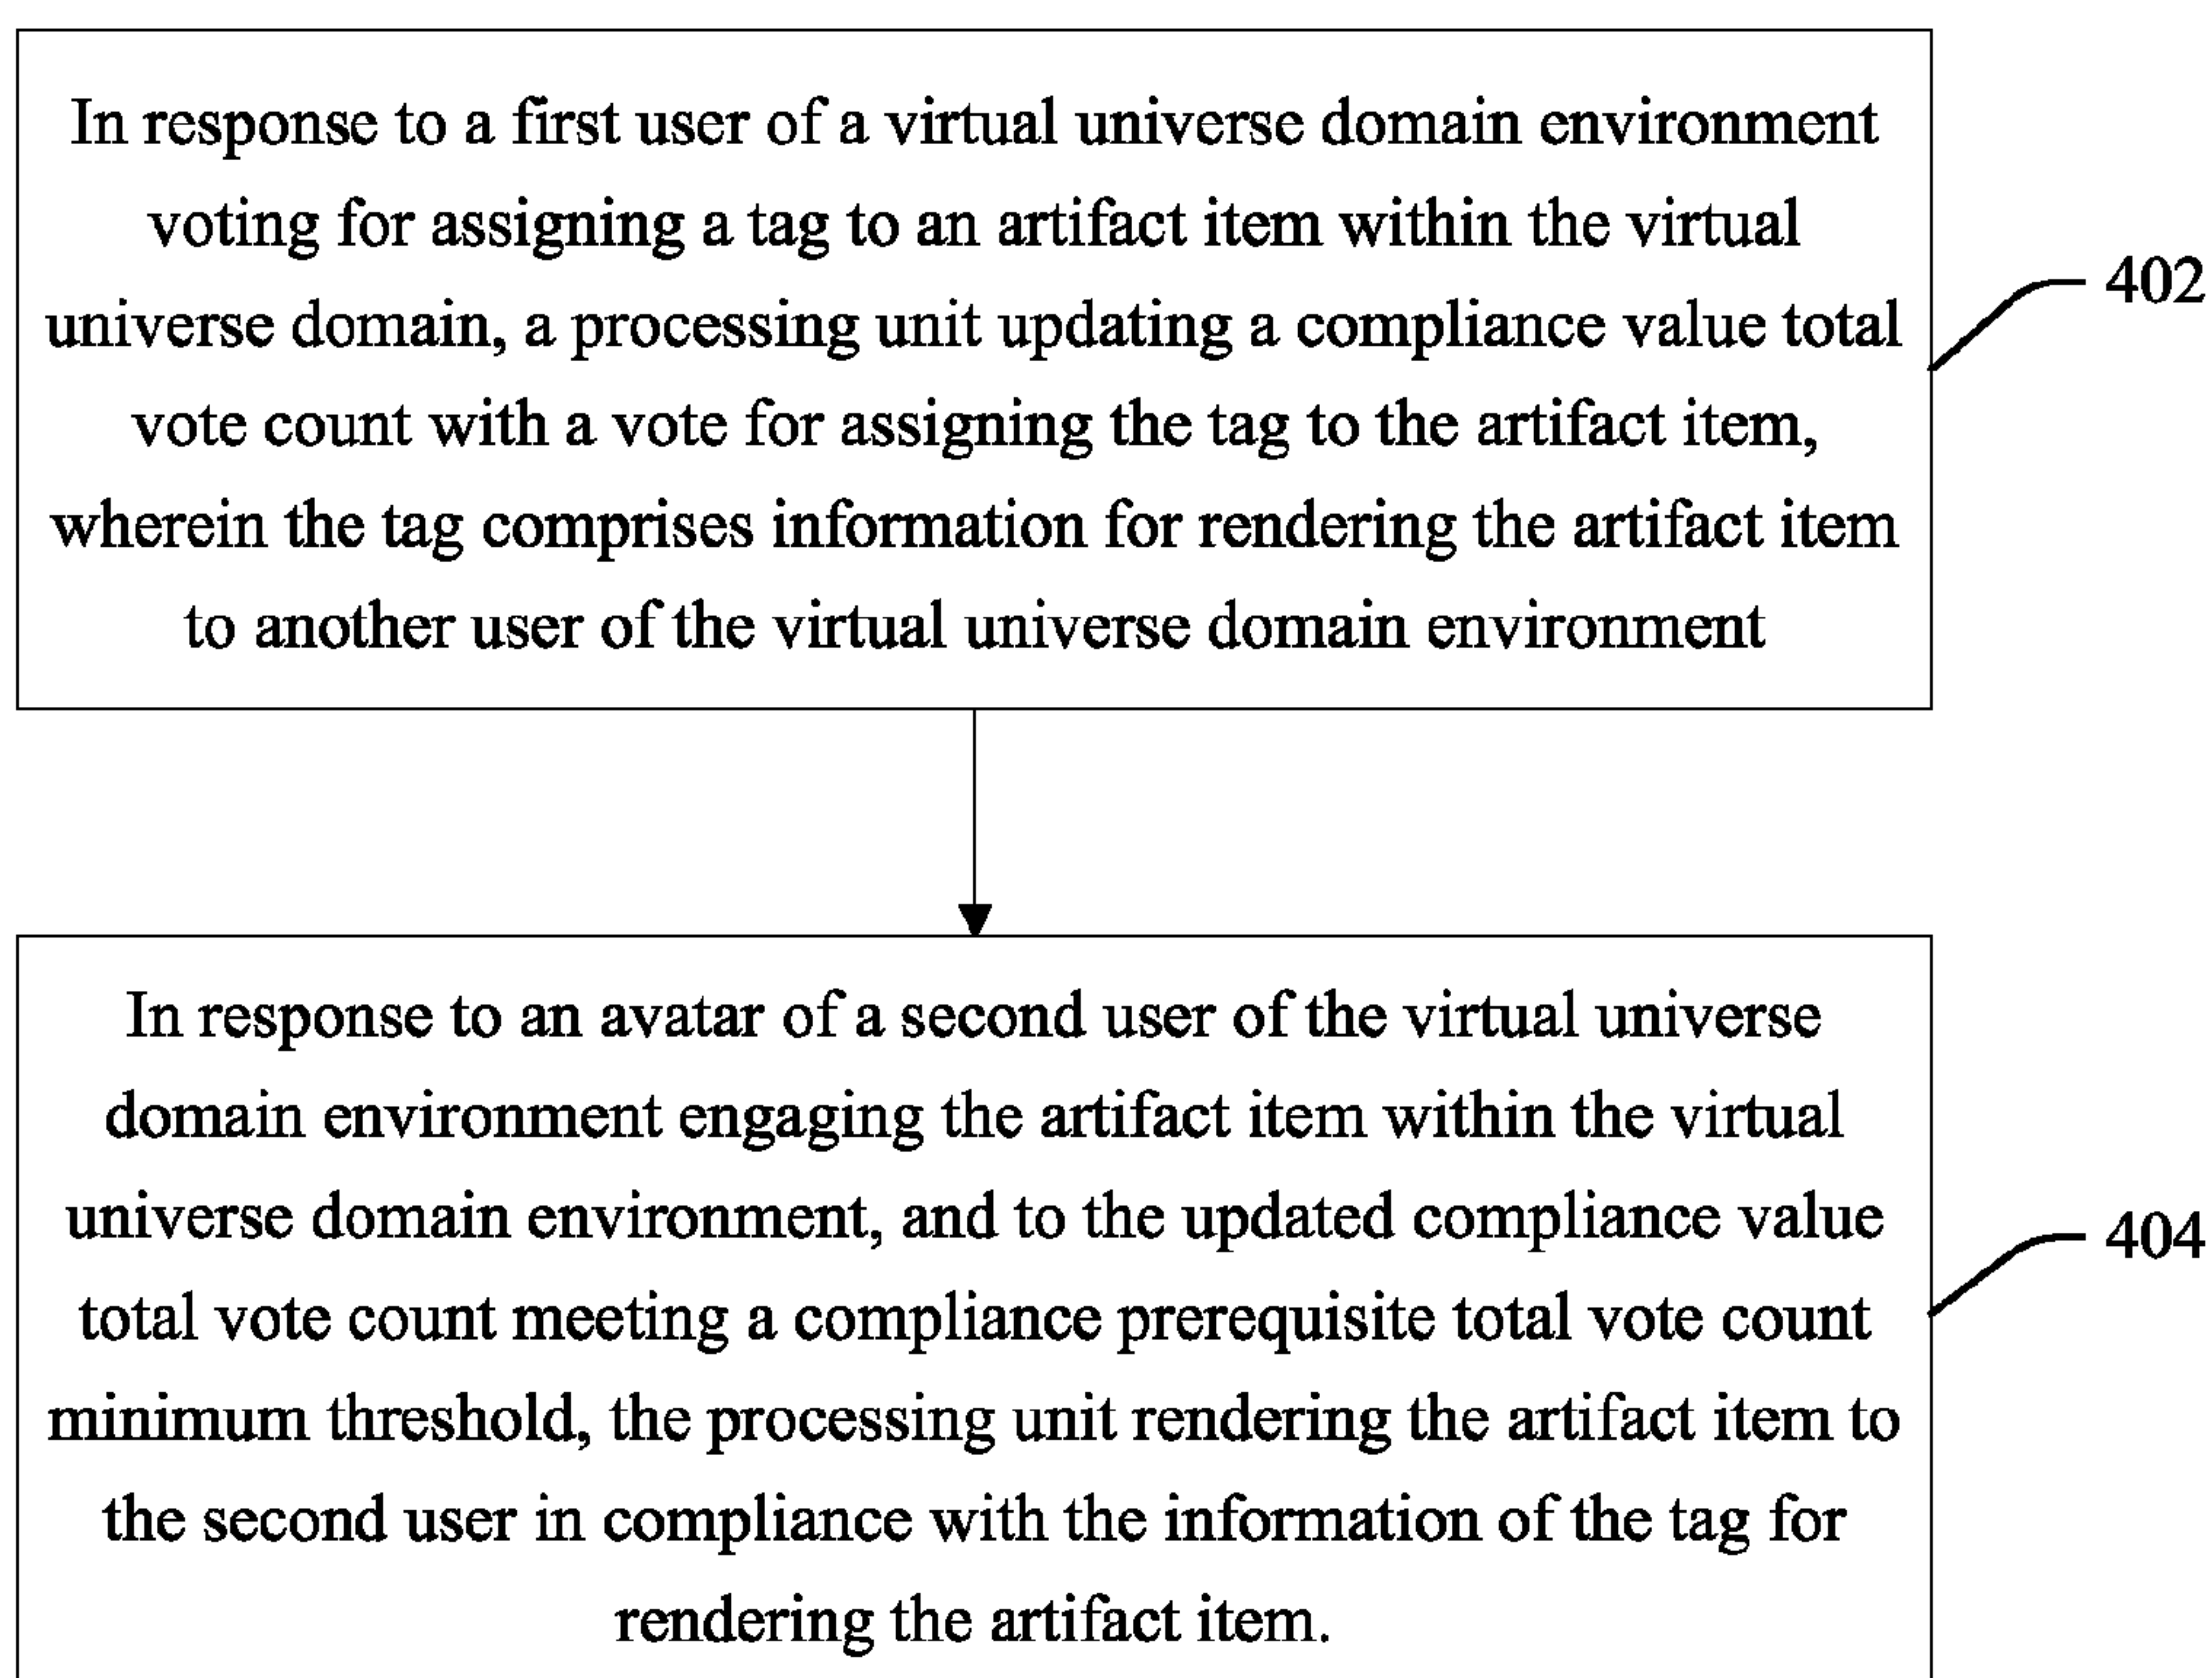 In response to a first user of a virtual universe domain environment
voting for assigning a tag to an artifact item within the virtual
universe domain, a processing unit updating a compliance value total
vote count with a vote for assigning the tag to the artifact item,
wherein the tag comprises information for rendering the artifact item
to another user of the virtual universe domain environment
402
In response to an avatar of a second user of the virtual universe
domain environment engaging the artifact item within the virtual
universe domain environment, and to the updated compliance value
total vote count meeting a compliance prerequisite total vote count
minimum threshold, the processing unit rendering the artifact item to
the second user in compliance with the information of the tag for
rendering the artifact item.
404